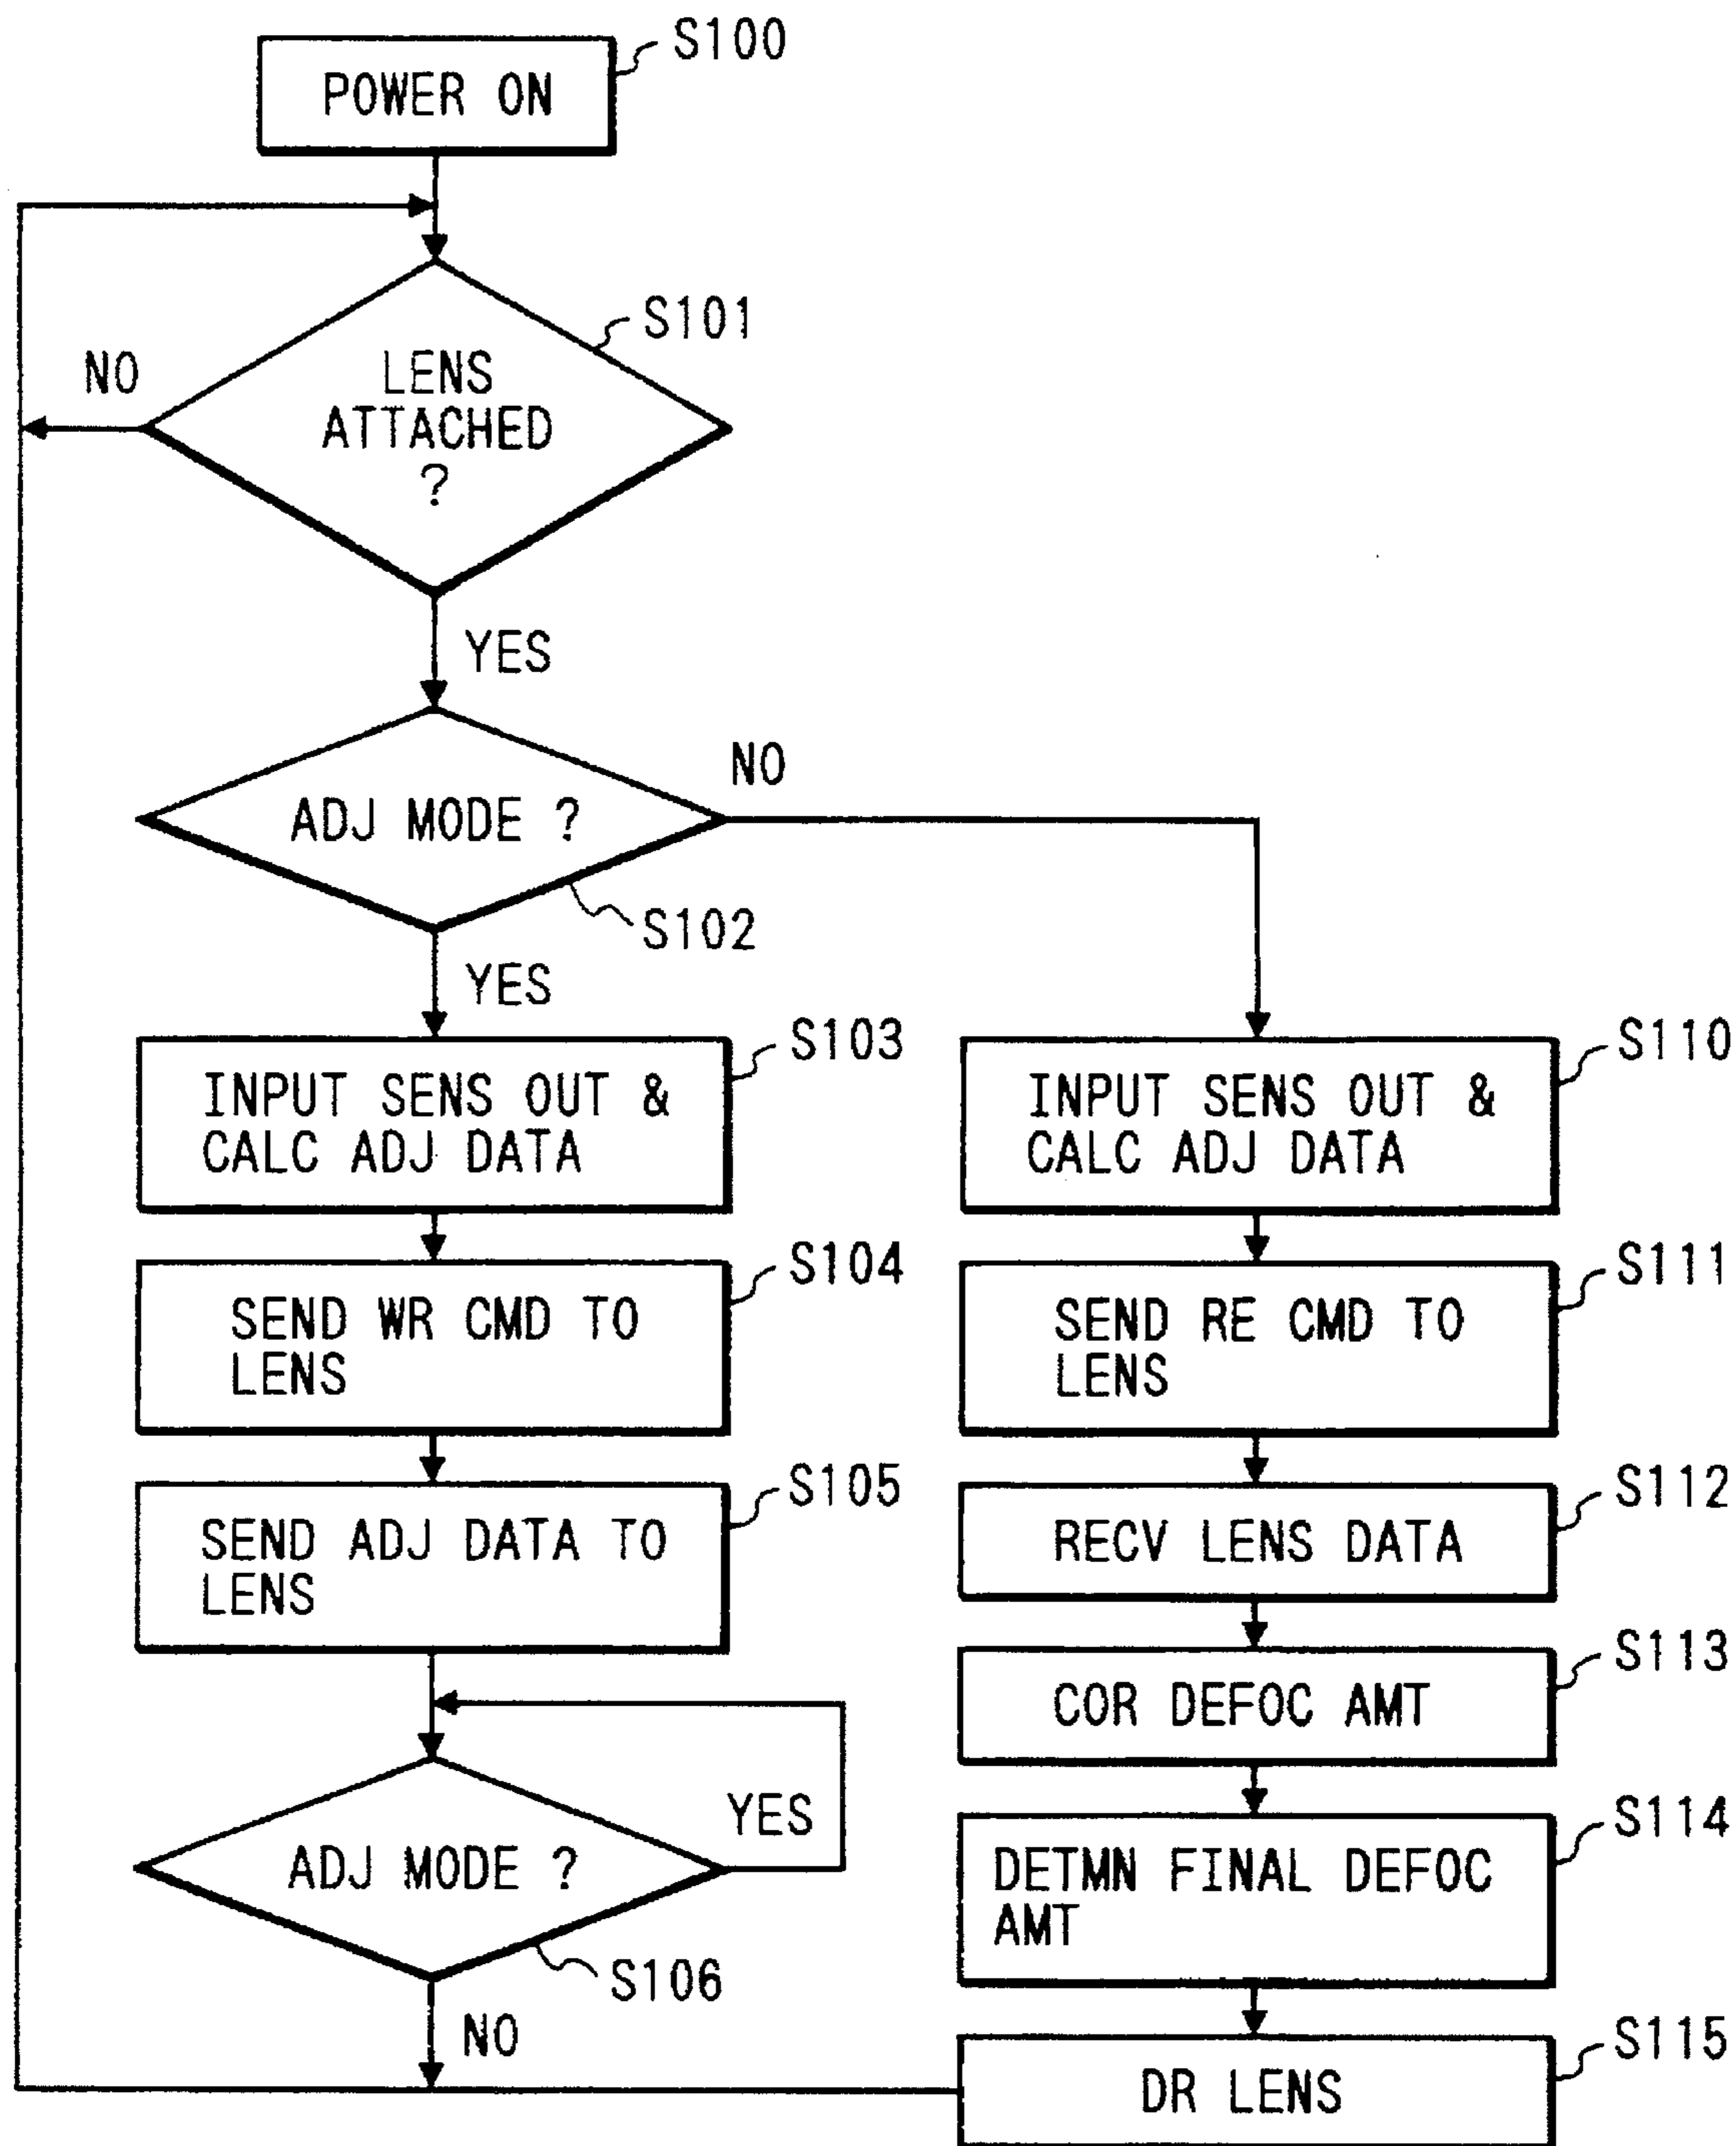 S100
POWER ON
S101
NO
LENS
ATTACHED
?
YES
NO
ADJ MODE ?
S102
YES
S103
INPUT SENS OUT &
CALC ADJ DATA
S104
SEND WR CMD TO
LENS
S105
SEND ADJ DATA TO
LENS
YES
ADJ MODE ?
S106
NO
S110
INPUT SENS OUT &
CALC ADJ DATA
S111
SEND RE CMD TO
LENS
S112
RECV LENS DATA
S113
COR DEFOC AMT
S114
DETMN FINAL DEFOC
AMT
S115
DR LENS